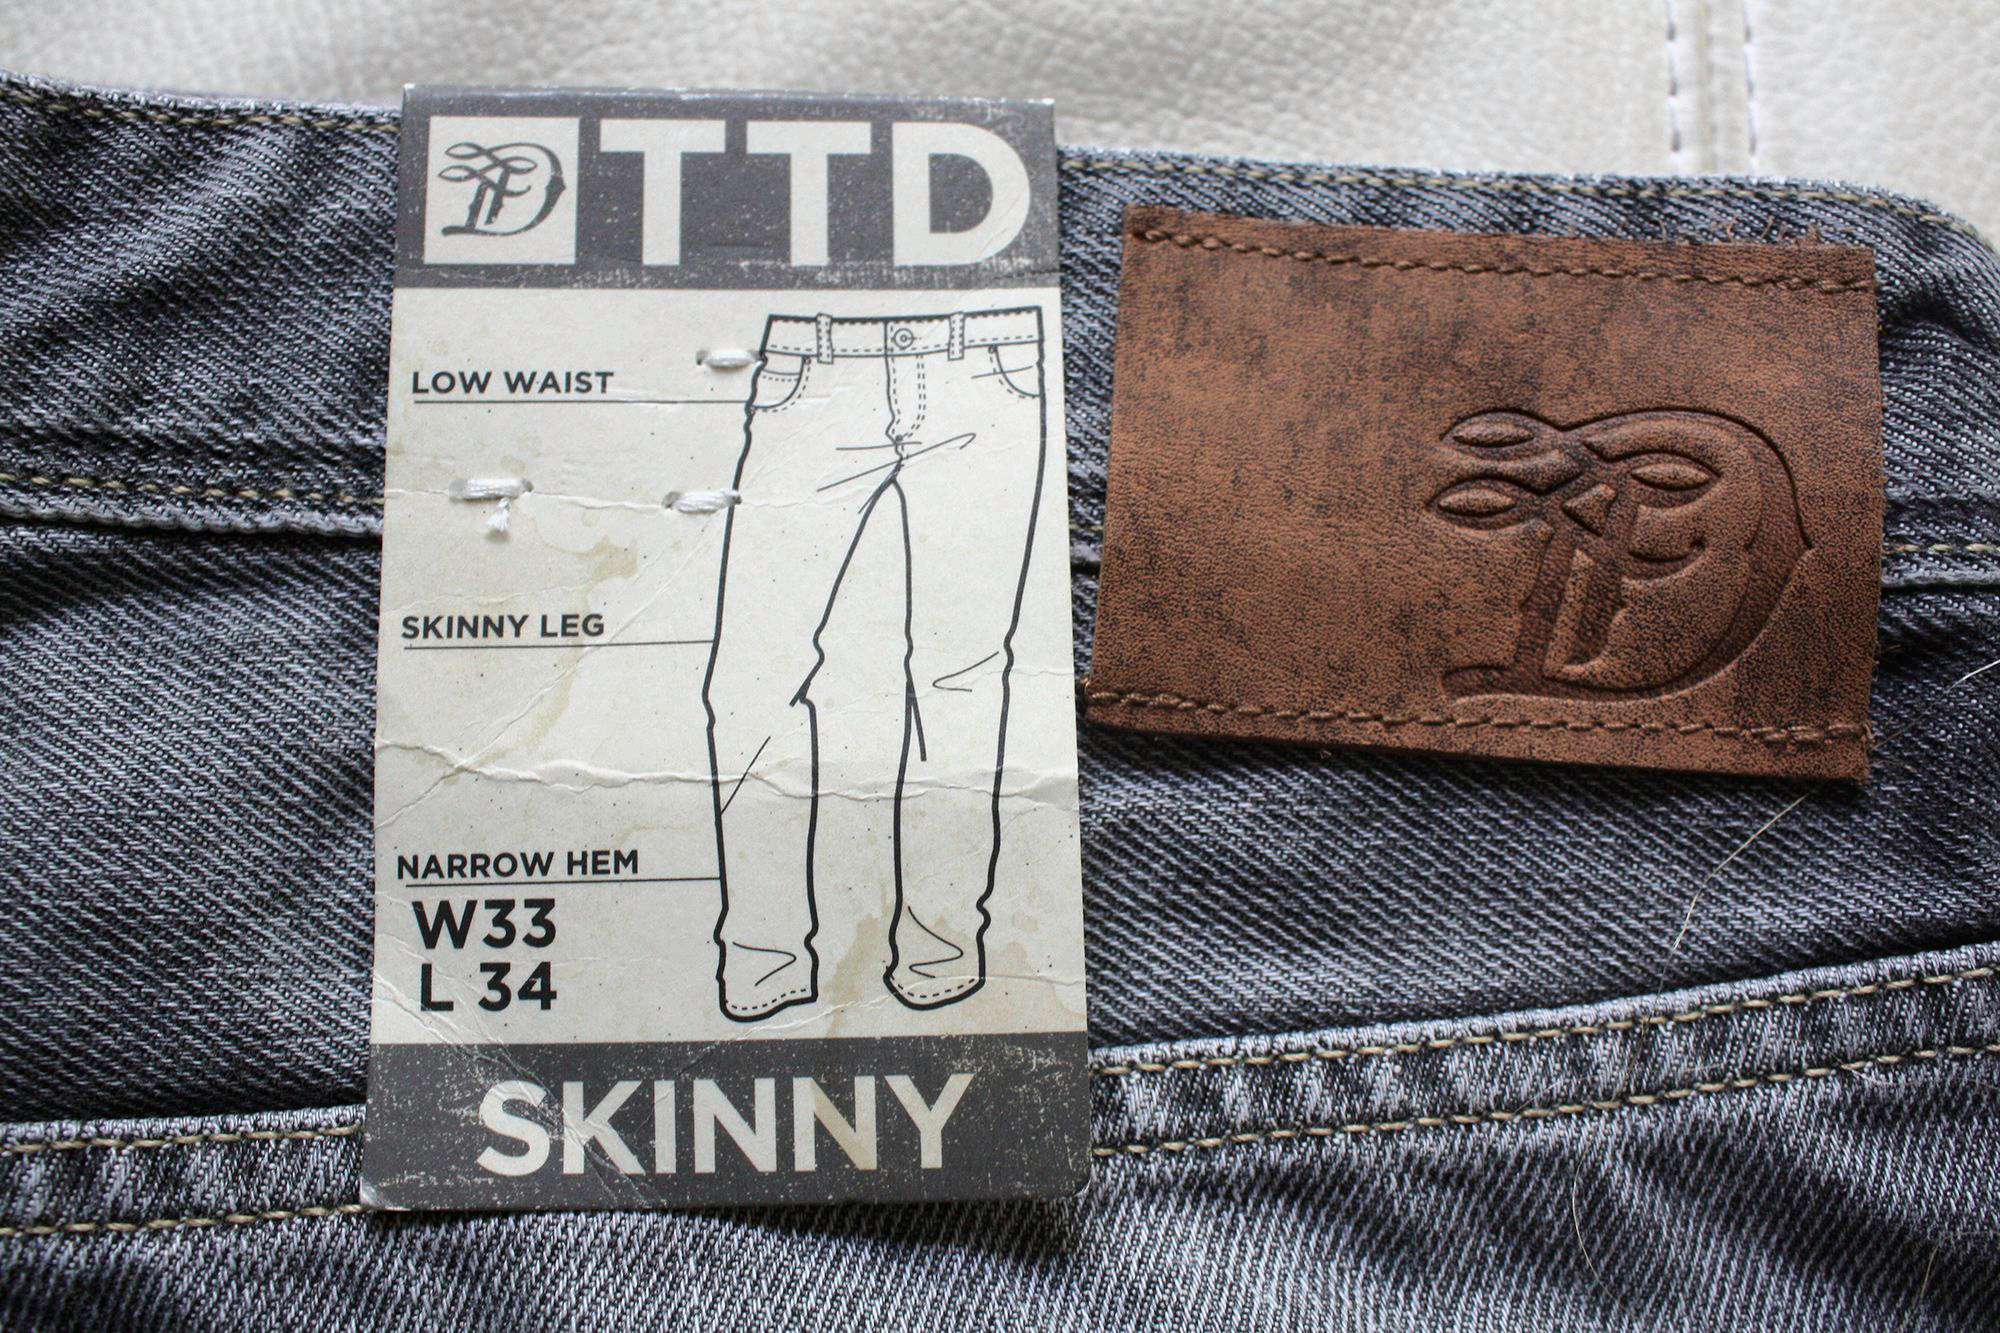 TTD
LOW WAIST
SKINNY LEG
NARROW HEM
W33
L 34
SKINNY